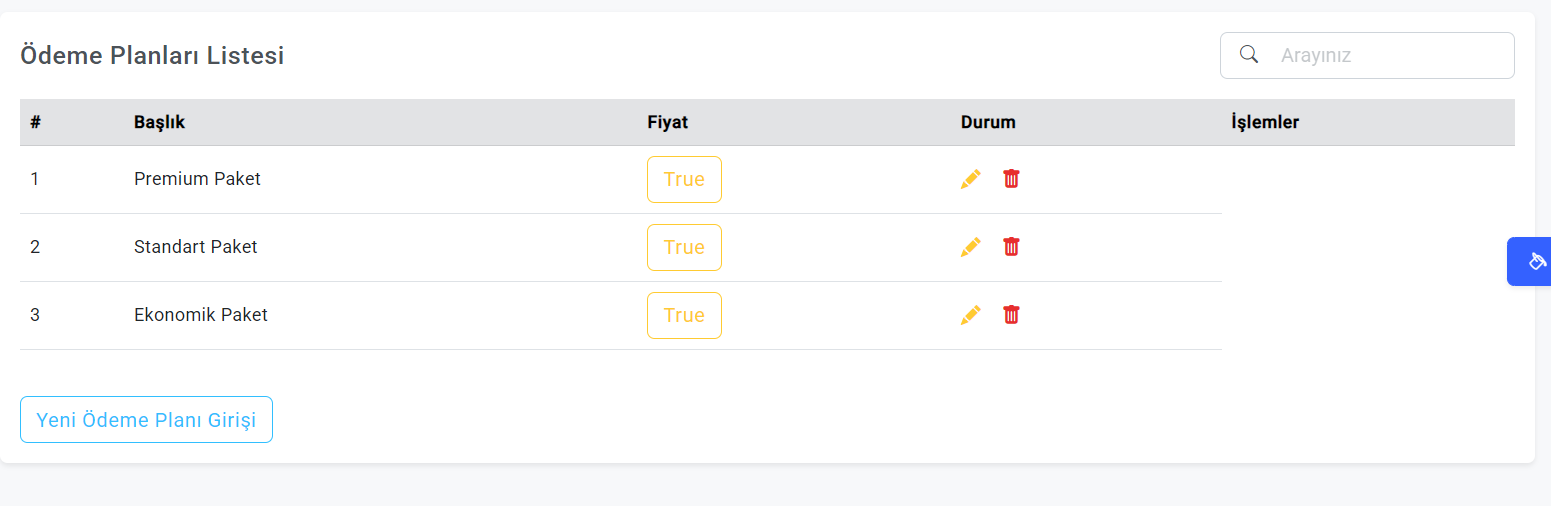 Ödeme Planları Listesi
Arayınız
# Başlık Fiyat Durum İşlemler
1 Premium Paket True
2 Standart Paket True
3 Ekonomik Paket True
Yeni Ödeme Planı Girişi